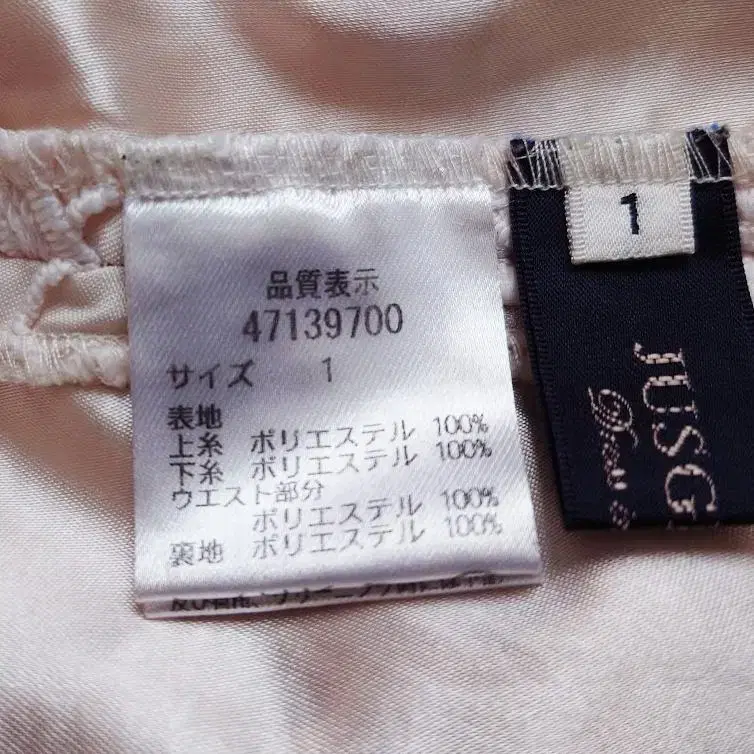 品質表示
47139700
サイズ 1
表地
上糸 ポリエステル 100%
下糸 ポリエステル 100%
ウエスト部分
ポリエステル 100%
裏地 ポリエステル 100%
1
JUSG